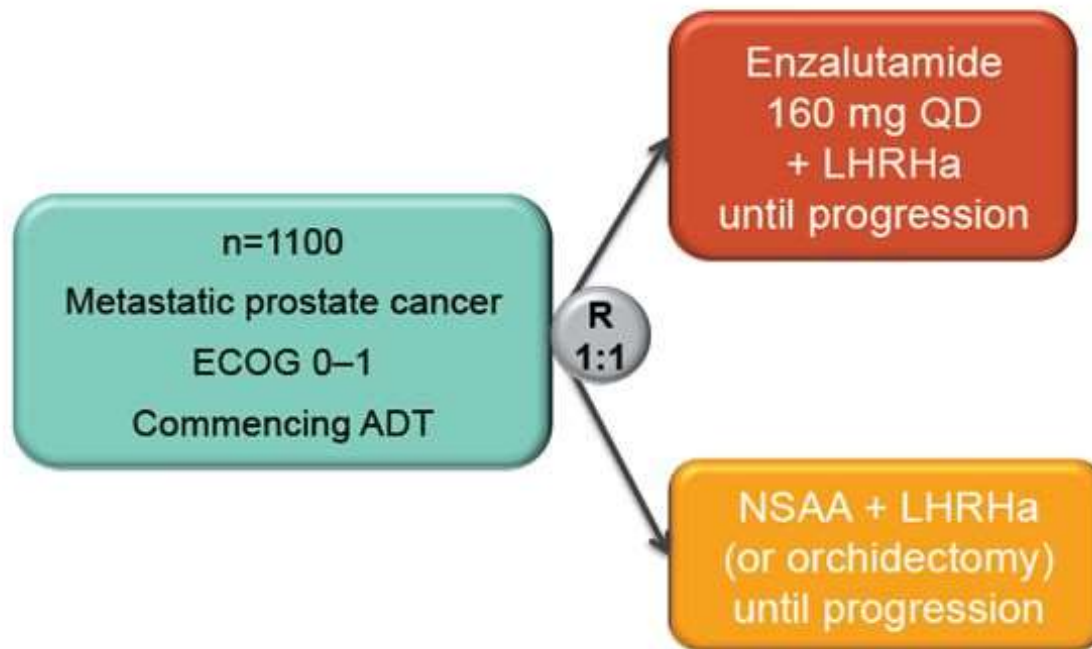 n=1100
Metastatic prostate cancer
ECOG 0–1
Commencing ADT
R
1:1
Enzalutamide
160 mg QD
+ LHRHa
until progression
NSAA + LHRHa
(or orchidectomy)
until progression